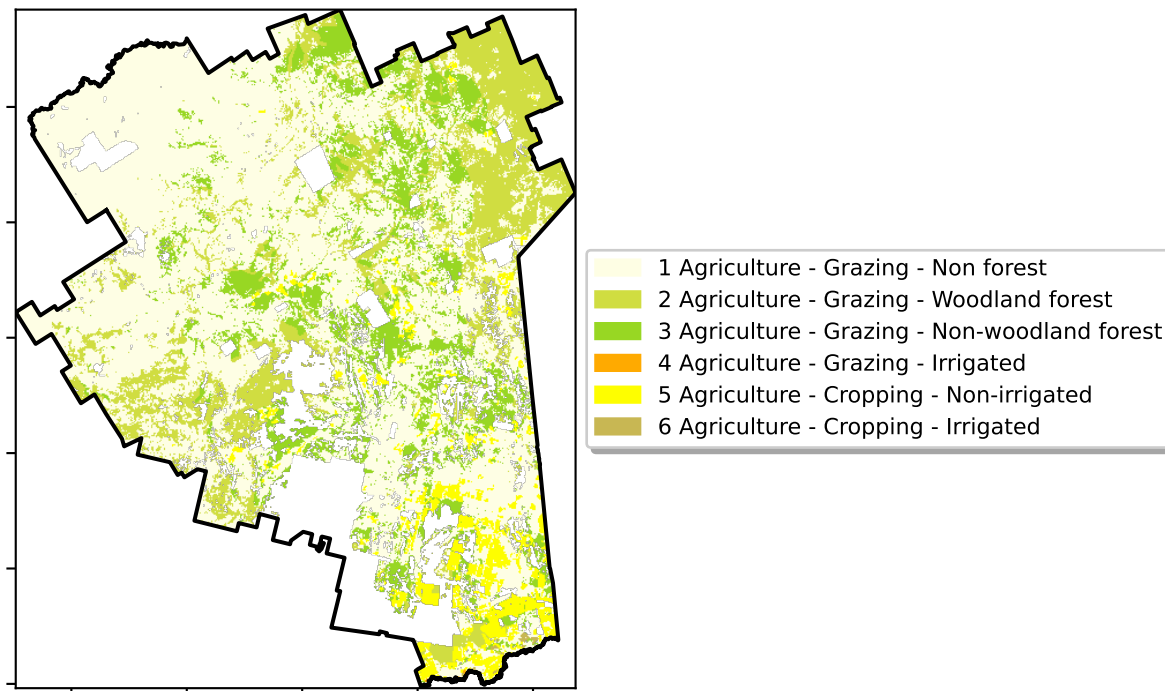 1 Agriculture - Grazing - Non forest
2 Agriculture - Grazing - Woodland forest
3 Agriculture - Grazing - Non-woodland forest
4 Agriculture - Grazing - Irrigated
5 Agriculture - Cropping - Non-irrigated
6 Agriculture - Cropping - Irrigated